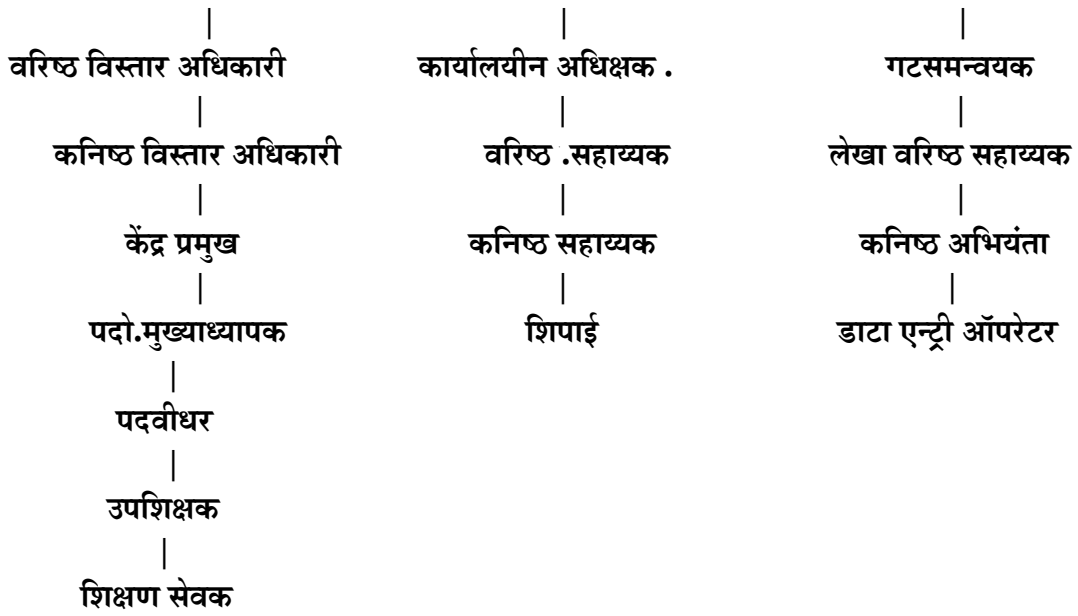 वरिष्ठ विस्तार अधिकारी कार्यालयीन अधिक्षक . गटसमन्वयक
कनिष्ठ विस्तार अधिकारी वरिष्ठ .सहाय्यक लेखा वरिष्ठ सहाय्यक
केंद्र प्रमुख कनिष्ठ सहाय्यक कनिष्ठ अभियंता
पदो.मुख्याध्यापक शिपाई डाटा एन्ट्री ऑपरेटर
पदवीधर
उपशिक्षक
शिक्षण सेवक